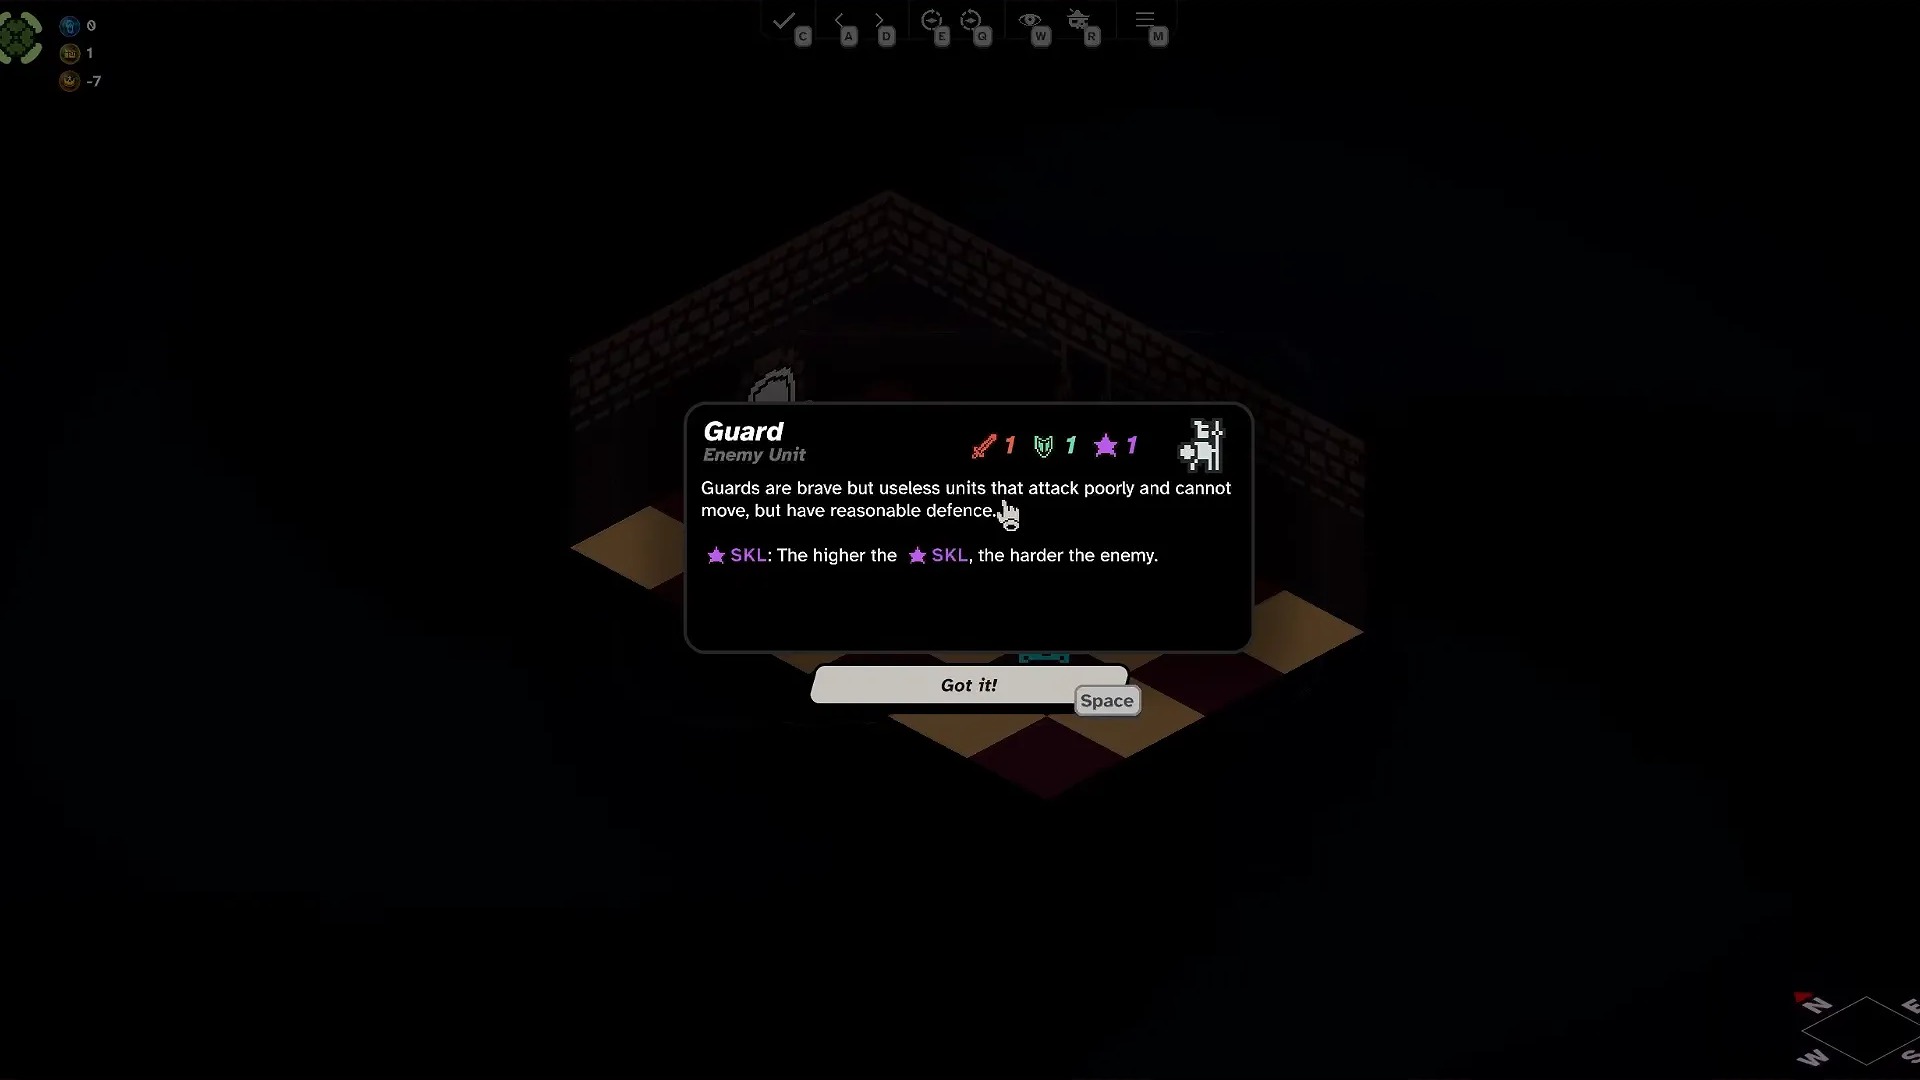 0
1
-7
C
A
D
E
Q
W
R
M
Guard
1
1
1
Enemy Unit
Guards are brave but useless units that attack poorly and cannot
move, but have reasonable defence.
SKL: The higher the SKL, the harder the enemy.
Got it!
Space
N
E
W
S